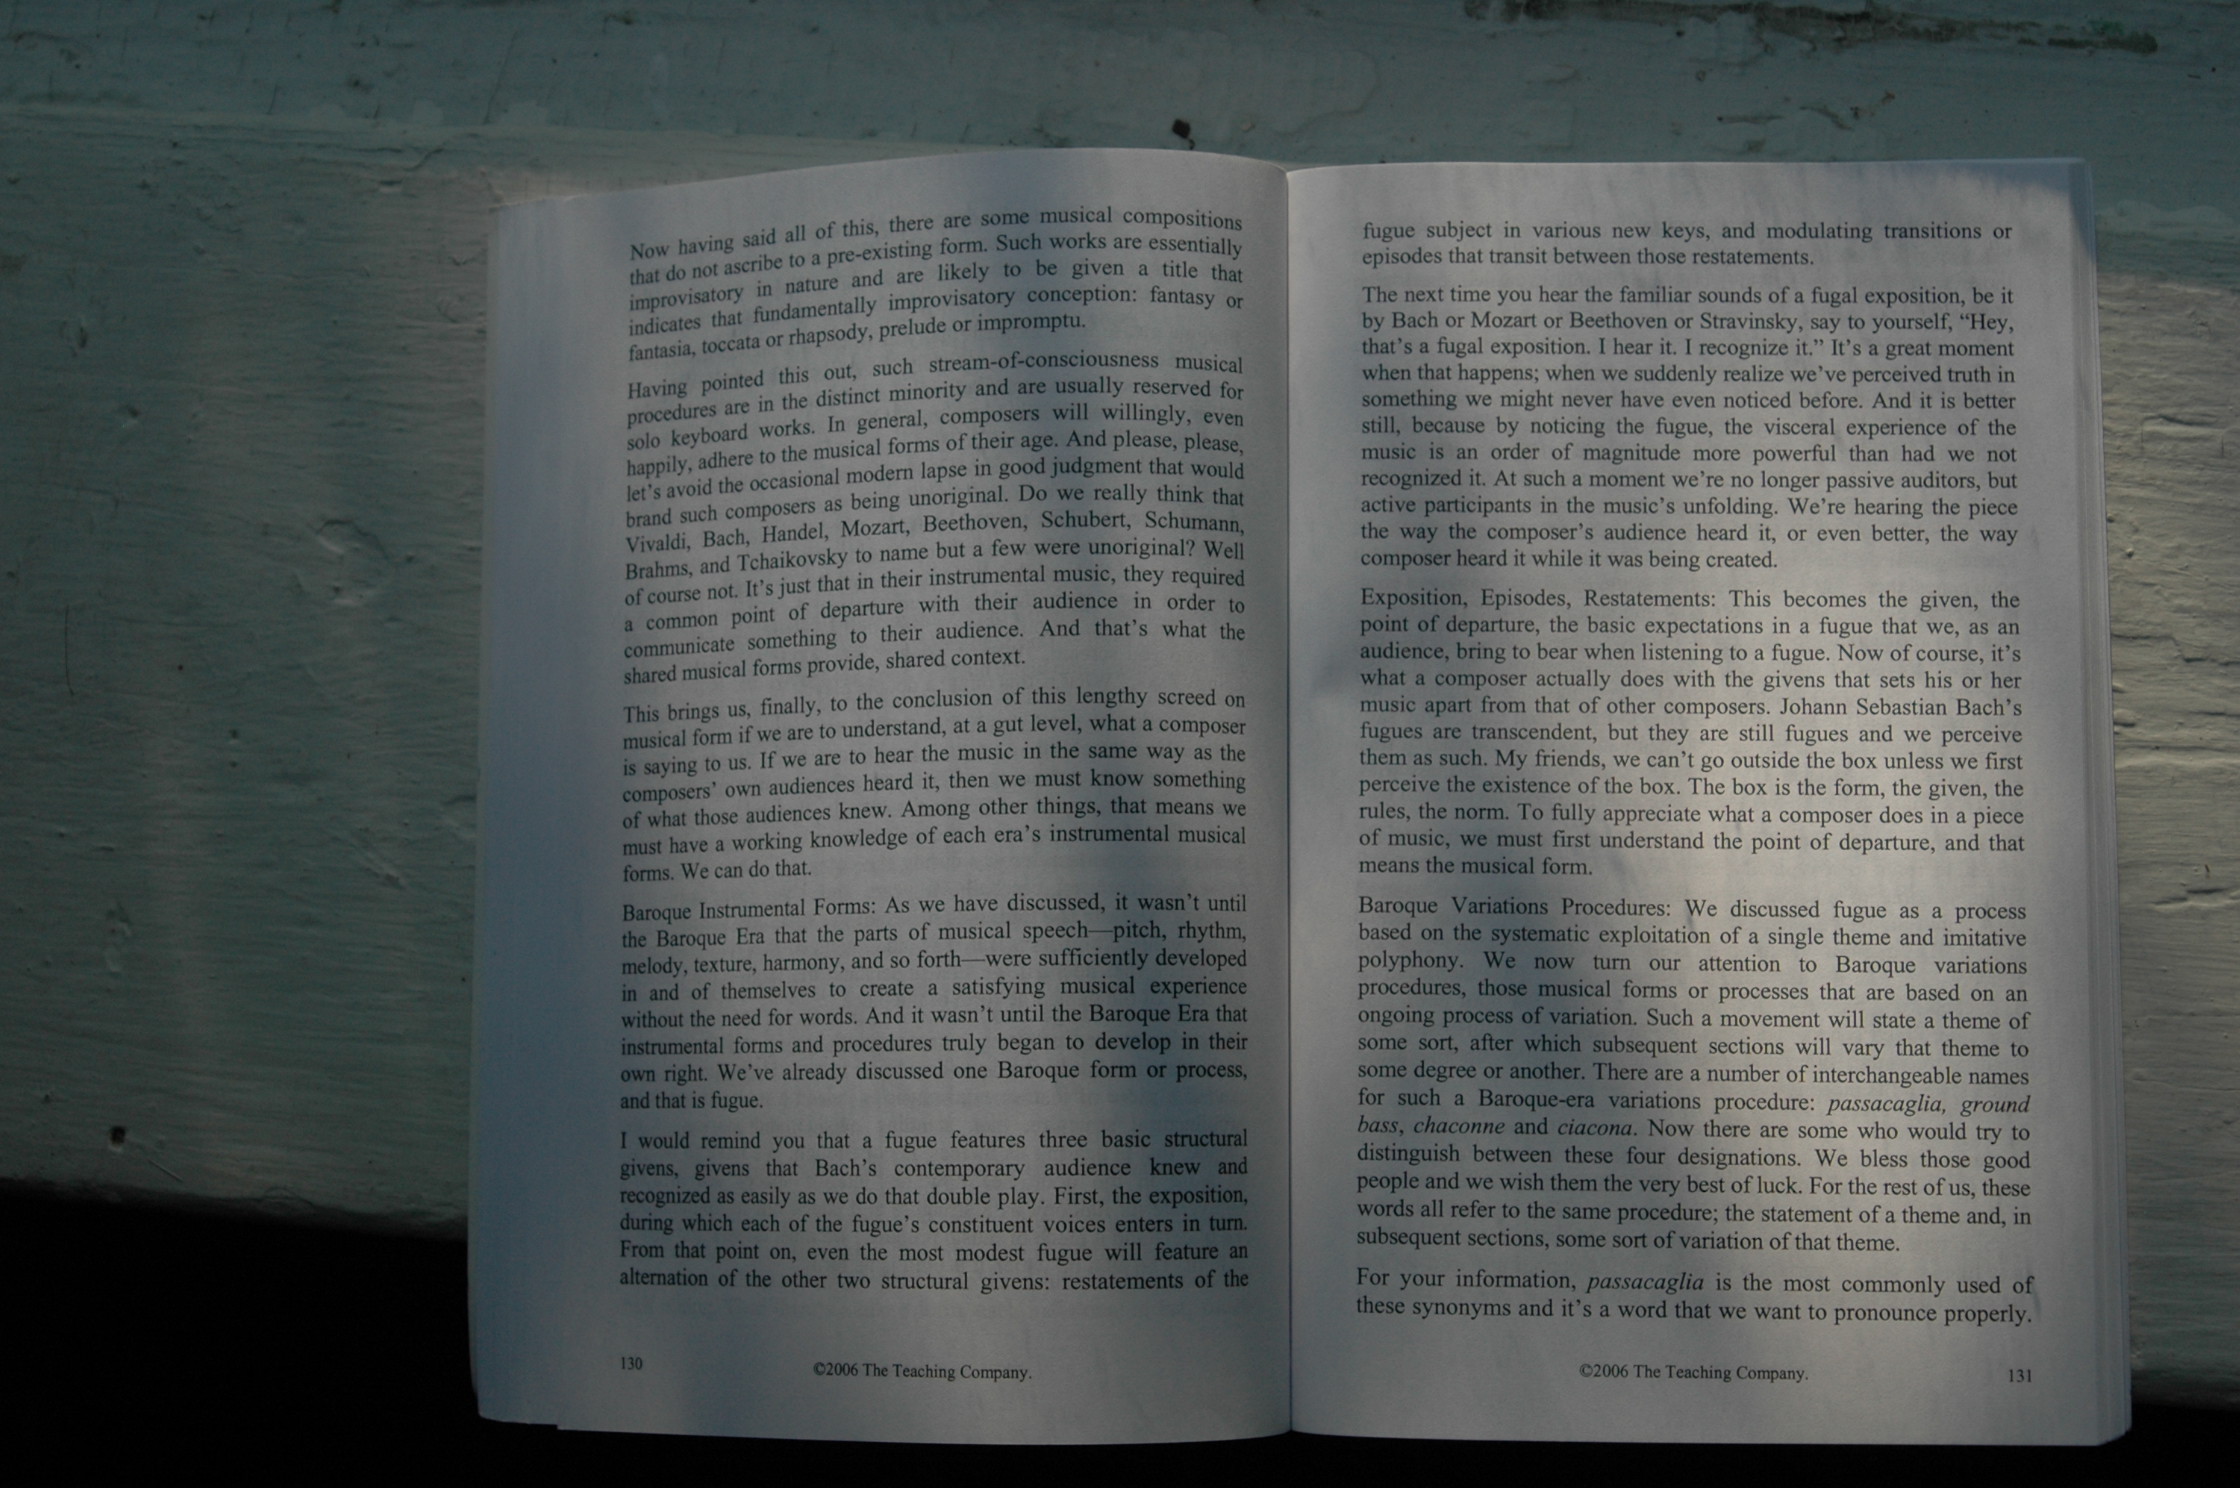 Now having said all of this, there are some musical compositions
that do not ascribe to a pre-existing form. Such works are essentially
improvisatory in nature and are likely to be given a title that
indicates that fundamentally improvisatory conception: fantasy or
fantasia, toccata or rhapsody, prelude or impromptu.
Having pointed this out, such stream-of-consciousness musical
procedures are in the distinct minority and are usually reserved for
solo keyboard works. In general, composers will willingly, even
happily, adhere to the musical forms of their age. And please, please,
let's avoid the occasional modern lapse in good judgment that would
brand such composers as being unoriginal. Do we really think that
Vivaldi, Bach, Handel, Mozart, Beethoven, Schubert, Schumann,
Brahms, and Tchaikovsky to name but a few were unoriginal? Well
of course not. It's just that in their instrumental music, they required
a common point of departure with their audience in order to
communicate something to their audience. And that's what the
shared musical forms provide, shared context.
This brings us, finally, to the conclusion of this lengthy screed on
musical form if we are to understand, at a gut level, what a composer
is saying to us. If we are to hear the music in the same way as the
composers' own audiences heard it, then we must know something
of what those audiences knew. Among other things, that means we
must have a working knowledge of each era's instrumental musical
forms. We can do that.
Baroque Instrumental Forms: As we have discussed, it wasn't until
the Baroque Era that the parts of musical speech—pitch, rhythm,
melody, texture, harmony, and so forth—were sufficiently developed
in and of themselves to create a satisfying musical experience
without the need for words. And it wasn't until the Baroque Era that
instrumental forms and procedures truly began to develop in their
own right. We've already discussed one Baroque form or process,
and that is fugue.
I would remind you that a fugue features three basic structural
givens, givens that Bach's contemporary audience knew and
recognized as easily as we do that double play. First, the exposition,
during which each of the fugue's constituent voices enters in turn.
From that point on, even the most modest fugue will feature an
alternation of the other two structural givens: restatements of the
130
©2006 The Teaching Company.
fugue subject in various new keys, and modulating transitions or
episodes that transit between those restatements.
The next time you hear the familiar sounds of a fugal exposition, be it
by Bach or Mozart or Beethoven or Stravinsky, say to yourself, “Hey,
that's a fugal exposition. I hear it. I recognize it.” It's a great moment
when that happens; when we suddenly realize we've perceived truth in
something we might never have even noticed before. And it is better
still, because by noticing the fugue, the visceral experience of the
music is an order of magnitude more powerful than had we not
recognized it. At such a moment we're no longer passive auditors, but
active participants in the music's unfolding. We're hearing the piece
the way the composer's audience heard it, or even better, the way
composer heard it while it was being created.
Exposition, Episodes, Restatements: This becomes the given, the
point of departure, the basic expectations in a fugue that we, as an
audience, bring to bear when listening to a fugue. Now of course, it's
what a composer actually does with the givens that sets his or her
music apart from that of other composers. Johann Sebastian Bach's
fugues are transcendent, but they are still fugues and we perceive
them as such. My friends, we can't go outside the box unless we first
perceive the existence of the box. The box is the form, the given, the
rules, the norm. To fully appreciate what a composer does in a piece
of music, we must first understand the point of departure, and that
means the musical form.
Baroque Variations Procedures: We discussed fugue as a process
based on the systematic exploitation of a single theme and imitative
polyphony. We now turn our attention to Baroque variations
procedures, those musical forms or processes that are based on an
ongoing process of variation. Such a movement will state a theme of
some sort, after which subsequent sections will vary that theme to
some degree or another. There are a number of interchangeable names
for such a Baroque-era variations procedure: passacaglia, ground
bass, chaconne and ciacona. Now there are some who would try to
distinguish between these four designations. We bless those good
people and we wish them the very best of luck. For the rest of us, these
words all refer to the same procedure; the statement of a theme and, in
subsequent sections, some sort of variation of that theme.
For your information, passacaglia is the most commonly used of
these synonyms and it's a word that we want to pronounce properly.
©2006 The Teaching Company.
131